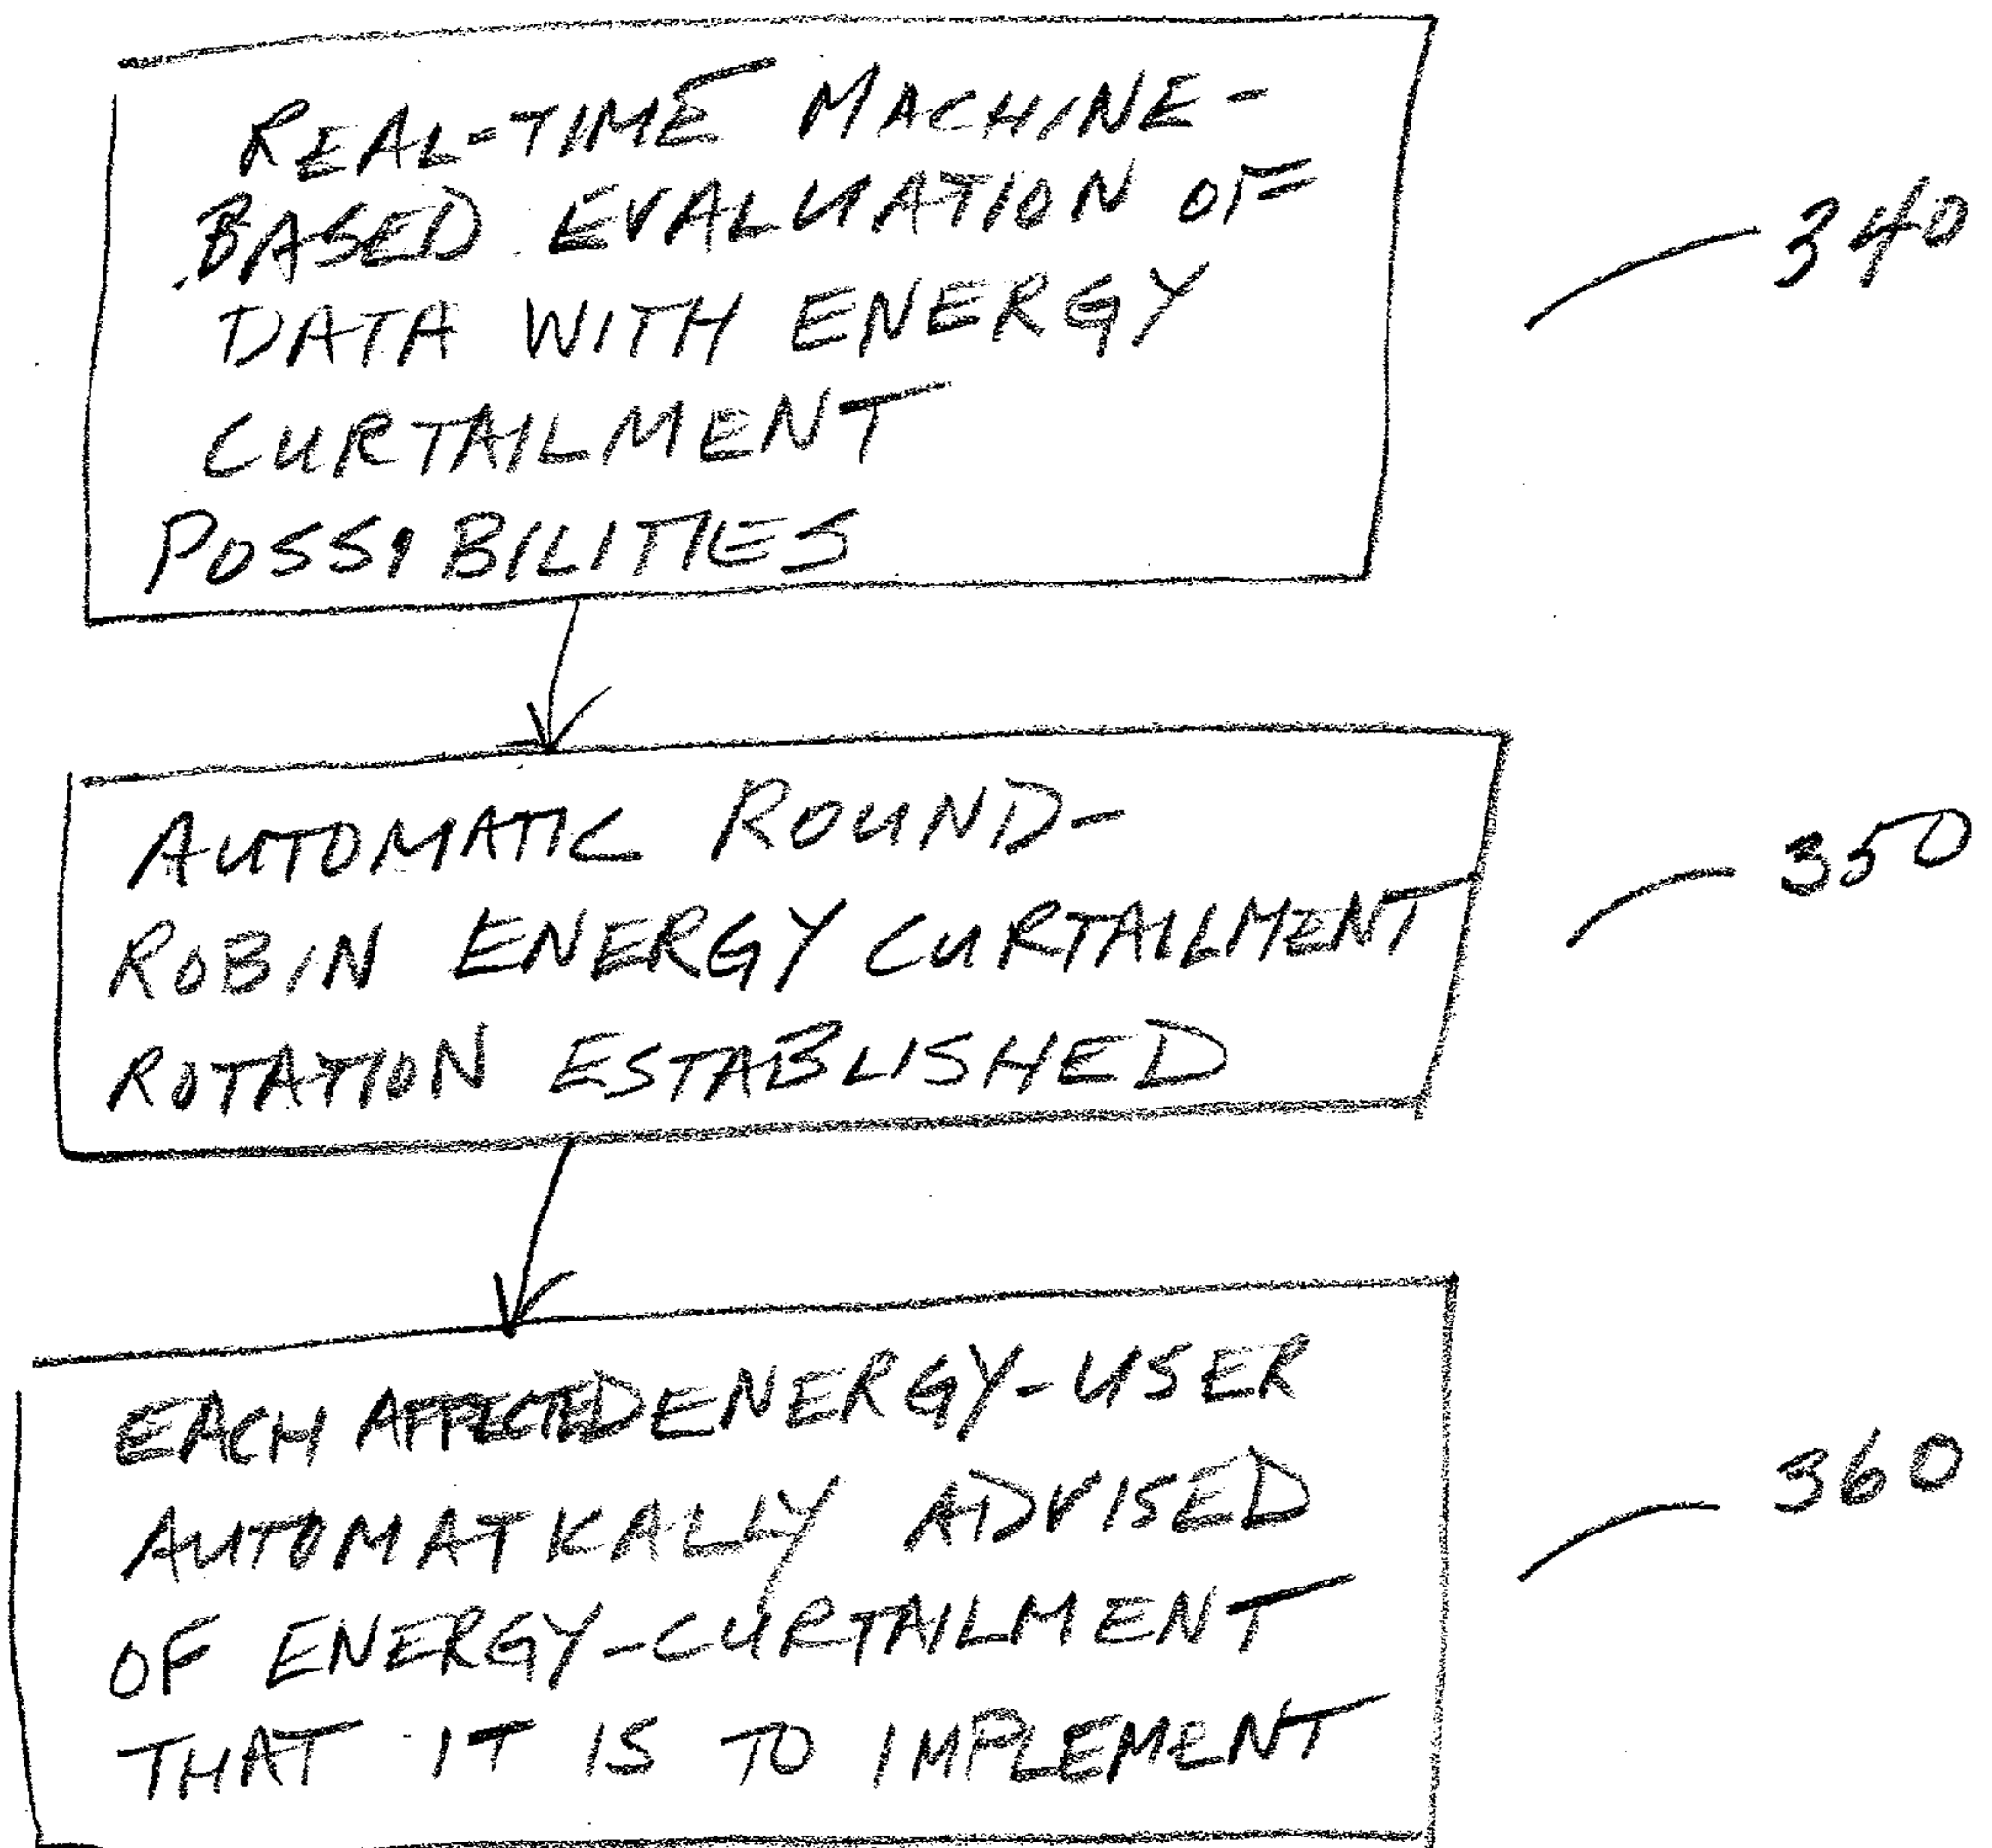 REAL-TIME MACHINE-
BASED EVALUATION OF
DATA WITH ENERGY
CURTAILMENT
POSSIBILITIES
340
AUTOMATIC ROUND-
ROBIN ENERGY CURTAILMENT
ROTATION ESTABLISHED
350
EACH AFFECTED ENERGY-USER
AUTOMATICALLY ADVISED
OF ENERGY-CURTAILMENT
THAT IT IS TO IMPLEMENT
360